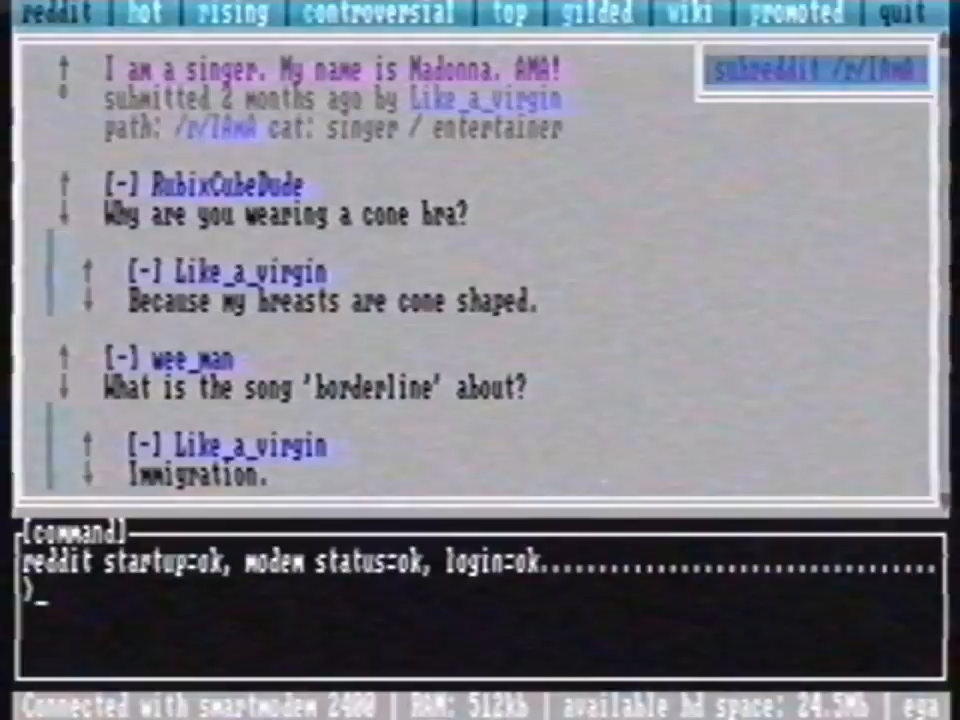 reddit | hot | rising | controversial | top | gilded | wiki | promoted | quit
I am a singer. My name is Madonna. AMA!
subreddit /r/IAmA
submitted 2 months ago by Like_a_virgin
path: /r/IAmA cat: singer / entertainer
[-] RubixCubeDude
Why are you wearing a cone bra?
[-] Like_a_virgin
Because my breasts are cone shaped.
[-] wee_man
What is the song 'borderline' about?
[-] Like_a_virgin
Immigration.
[command]
reddit startup=ok, modem status=ok, login=ok..................................
>_
Connected with smartmodem 2400 | RAM: 512kb | available hd space: 24.5Mb | ega